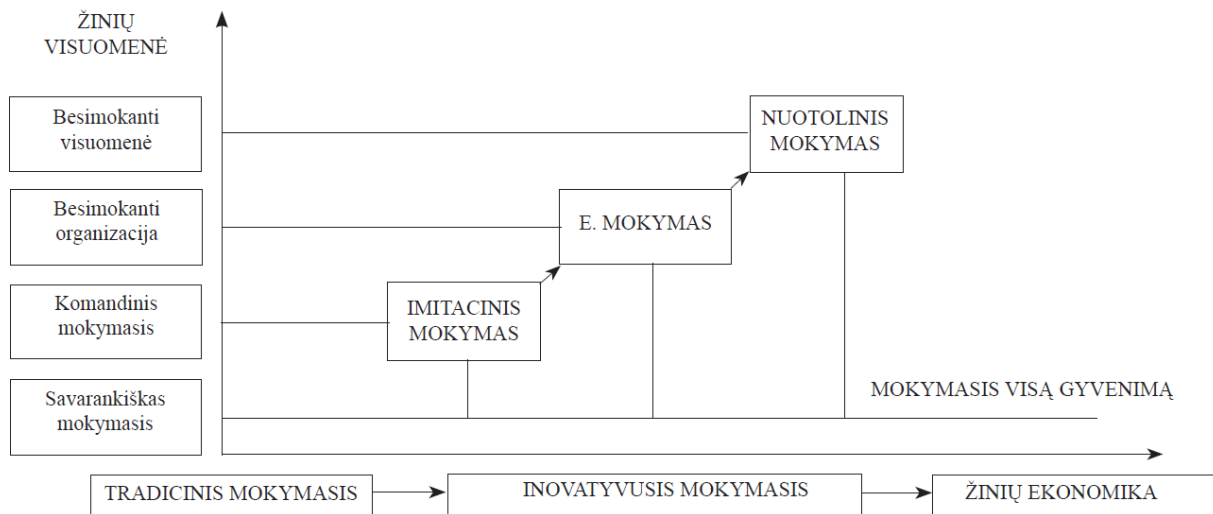 ŽINIŲ
VISUOMENĖ
Besimokanti
visuomenė
NUOTOLINIS
MOKYMAS
Besimokanti
organizacija
E. MOKYMAS
Komandinis
mokymasis
IMITACINIS
MOKYMAS
Savarankiškas
mokymasis
MOKYMASIS VISĄ GYVENIMĄ
TRADICINIS MOKYMASIS
INOVATYVUSIS MOKYMASIS
ŽINIŲ EKONOMIKA